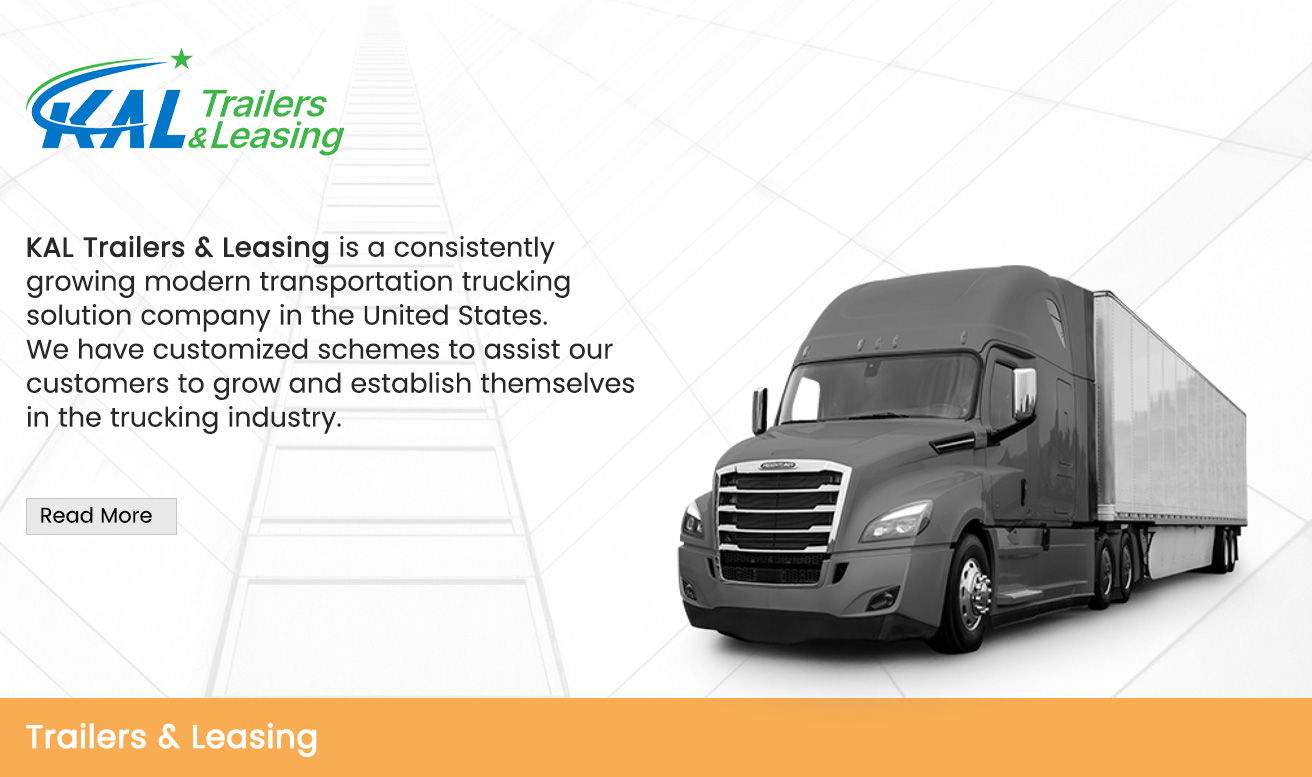 KAL Trailers
& Leasing
KAL Trailers & Leasing is a consistently
growing modern transportation trucking
solution company in the United States.
We have customized schemes to assist our
customers to grow and establish themselves
in the trucking industry.
FREIGHTLINER
Read More
Trailers & Leasing